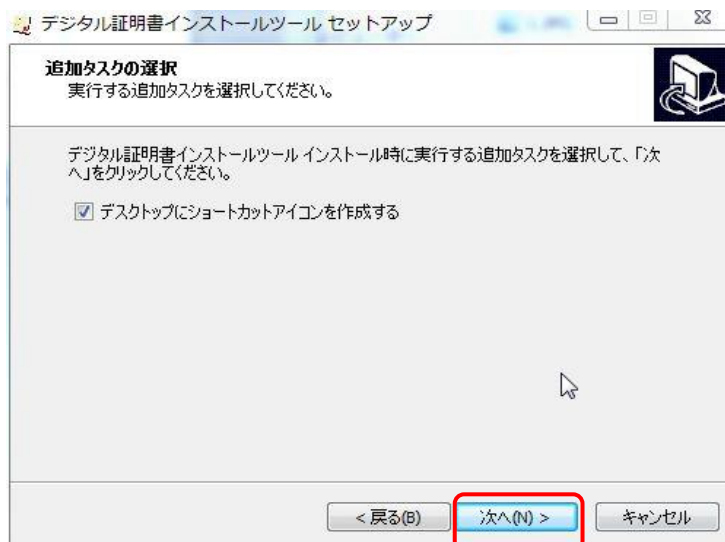 デジタル証明書インストールツール セットアップ
追加タスクの選択
実行する追加タスクを選択してください。
デジタル証明書インストールツール インストール時に実行する追加タスクを選択して、「次
へ」をクリックしてください。
デスクトップにショートカットアイコンを作成する
< 戻る(B) 次へ(N) > キャンセル